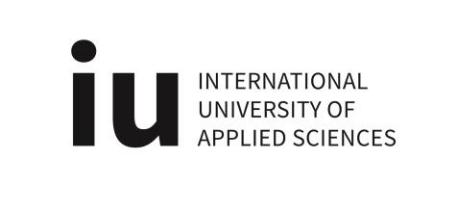 iu
INTERNATIONAL
UNIVERSITY OF
APPLIED SCIENCES